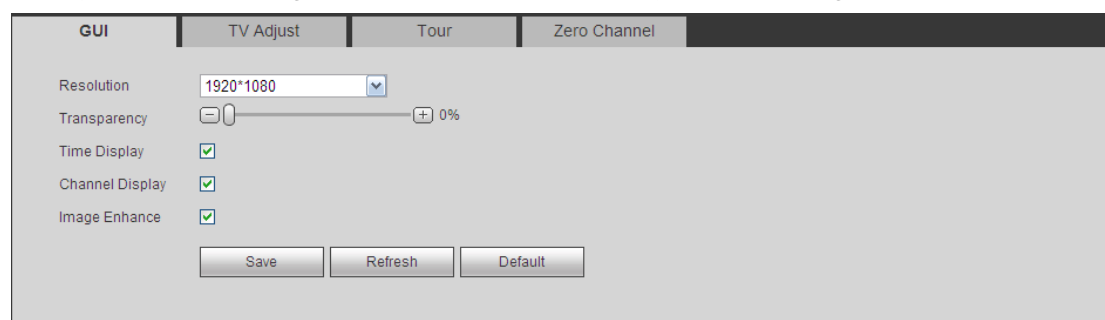 GUI TV Adjust Tour Zero Channel
Resolution 1920*1080
Transparency 0%
Time Display
Channel Display
Image Enhance
Save Refresh Default